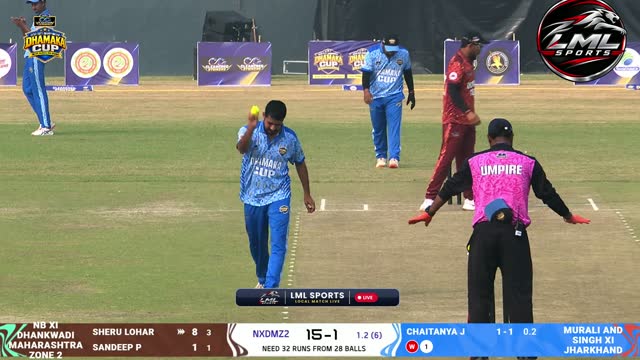 DHAMAKA
CUP
DHAMAKA
CUP
LML
SPORTS
UMPIRE
DHAMAKA
CUP
LML SPORTS
LOCAL MATCH LIVE
LIVE
NB XI
DHANKWADI
MAHARASHTRA
ZONE 2
SHERU LOHAR 8 3
SANDEEP P 1 1
NXDMZ2 15-1 1.2 (6)
NEED 32 RUNS FROM 28 BALLS
CHAITANYA J 1-1 0.2
W 1
MURALI AND
SINGH XI
JHARKHAND